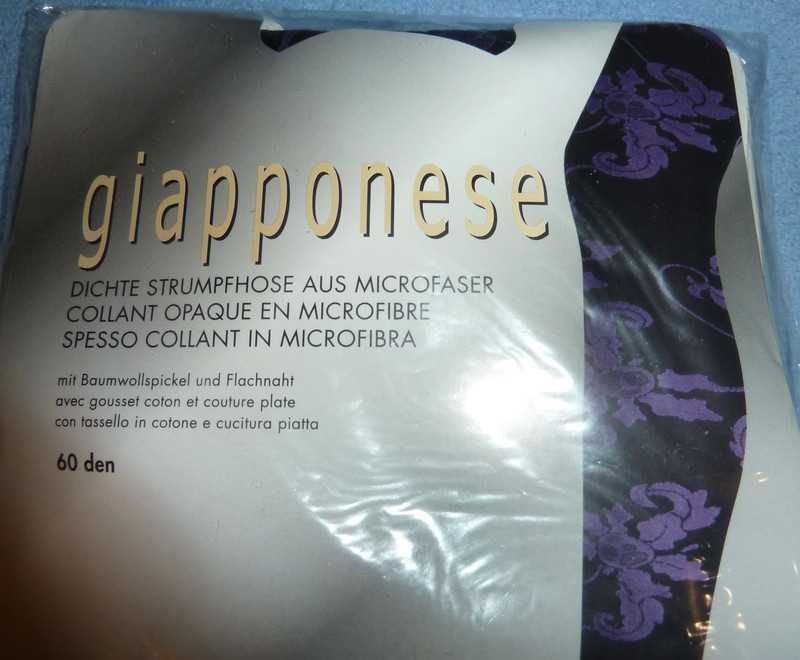 giapponese
DICHTE STRUMPFHOSE AUS MICROFASER
COLLANT OPAQUE EN MICROFIBRE
SPESSO COLLANT IN MICROFIBRA
mit Baumwollspickel und Flachnaht
avec gousset coton et couture plate
con tassello in cotone e cucitura piatta
60 den